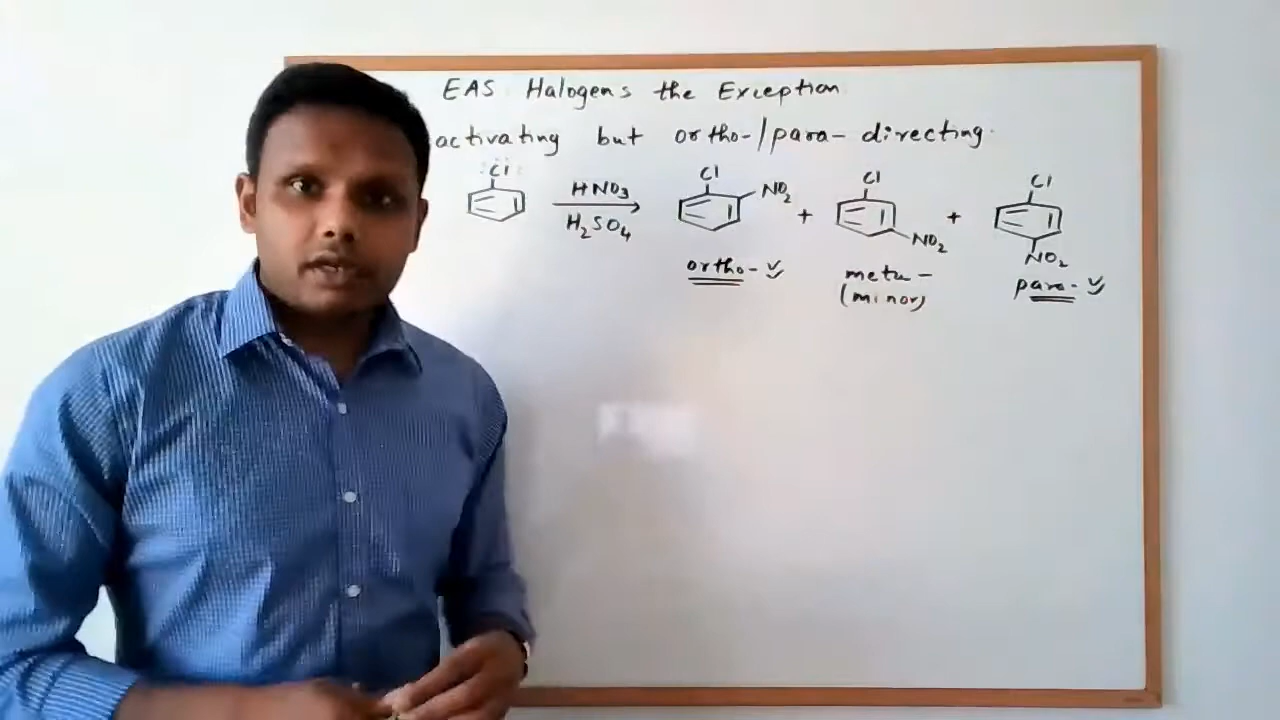 EAS Halogens the Exception
activating but ortho-/para- directing.
Cl HNO3 H2SO4
Cl NO2 + Cl NO2 + Cl NO2
ortho- meta- para-
(minor)